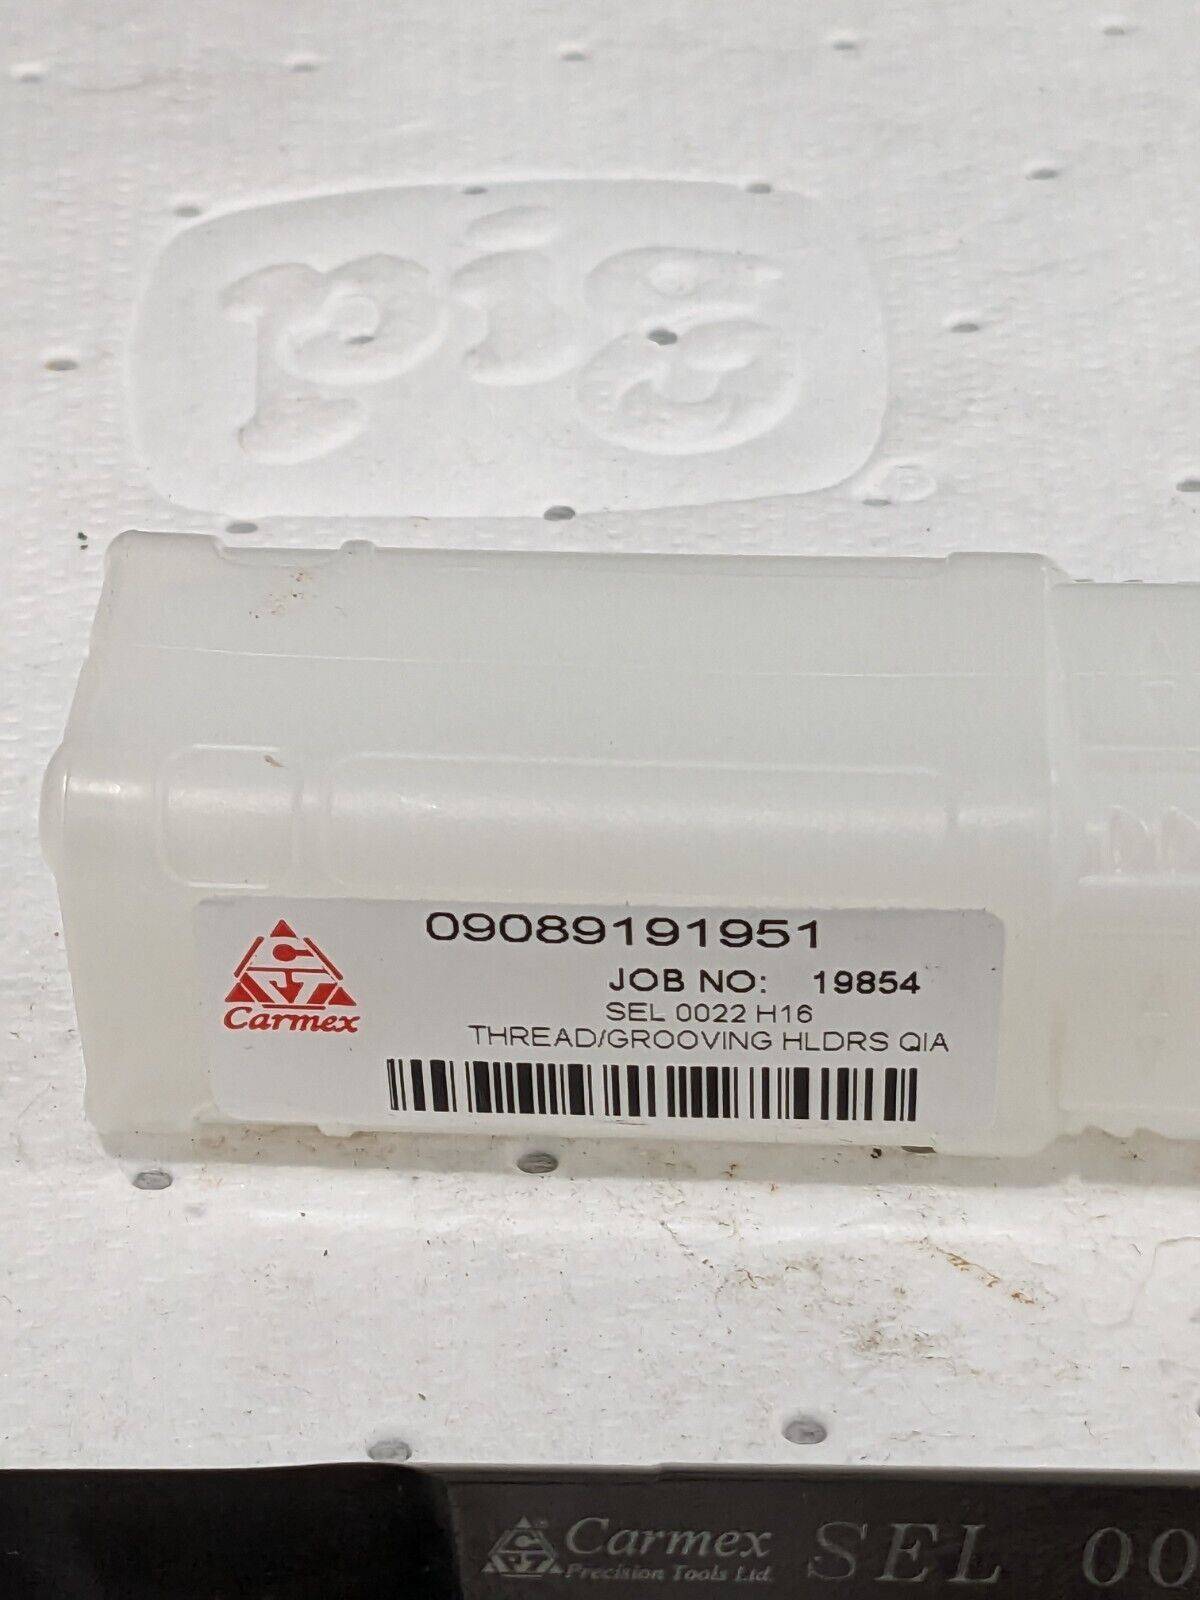 pig
09089191951
JOB NO: 19854
SEL 0022 H16
THREAD/GROOVING HLDRS QIA
Carmex
Carmex
Precision Tools Ltd.
SEL 00